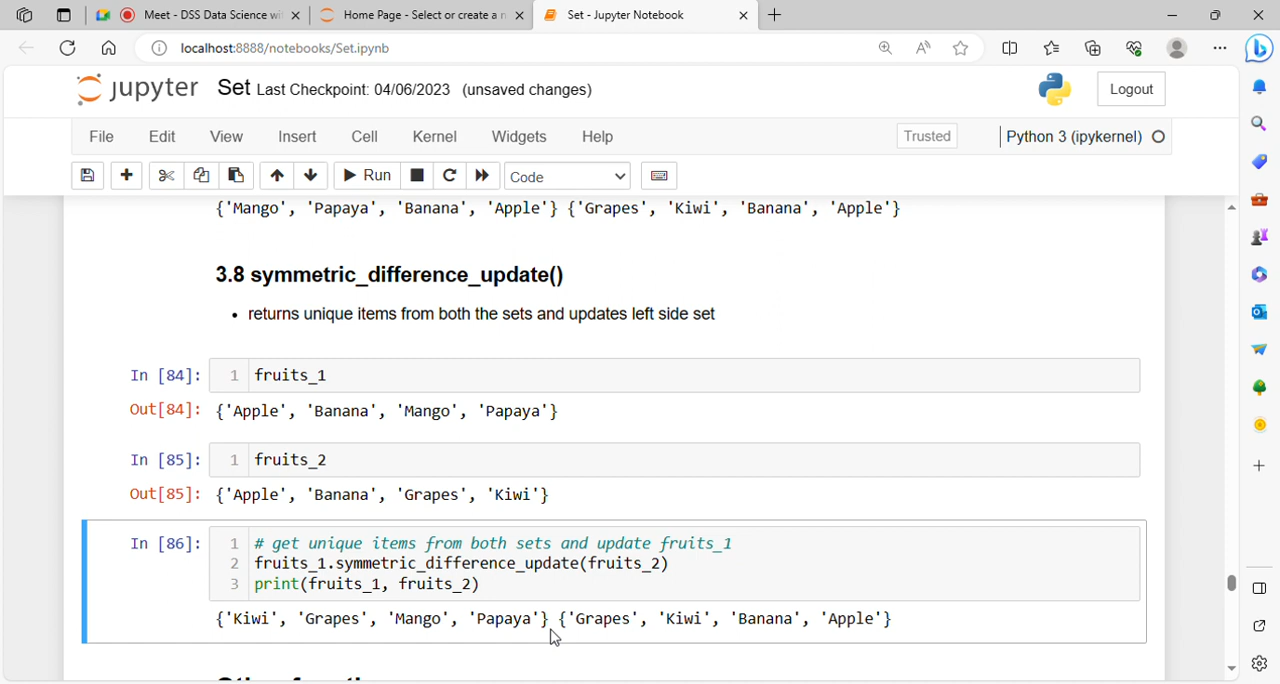 Meet - DSS Data Science wi
Home Page - Select or create a n
Set - Jupyter Notebook
localhost:8888/notebooks/Set.ipynb
jupyter Set Last Checkpoint: 04/06/2023 (unsaved changes)
Logout
File Edit View Insert Cell Kernel Widgets Help
Trusted Python 3 (ipykernel)
Run Code
{'Mango', 'Papaya', 'Banana', 'Apple'} {'Grapes', 'Kiwi', 'Banana', 'Apple'}
3.8 symmetric_difference_update()
• returns unique items from both the sets and updates left side set
In [84]: 1 fruits_1
Out[84]: {'Apple', 'Banana', 'Mango', 'Papaya'}
In [85]: 1 fruits_2
Out[85]: {'Apple', 'Banana', 'Grapes', 'Kiwi'}
In [86]: 1 # get unique items from both sets and update fruits_1
2 fruits_1.symmetric_difference_update(fruits_2)
3 print(fruits_1, fruits_2)
{'Kiwi', 'Grapes', 'Mango', 'Papaya'} {'Grapes', 'Kiwi', 'Banana', 'Apple'}